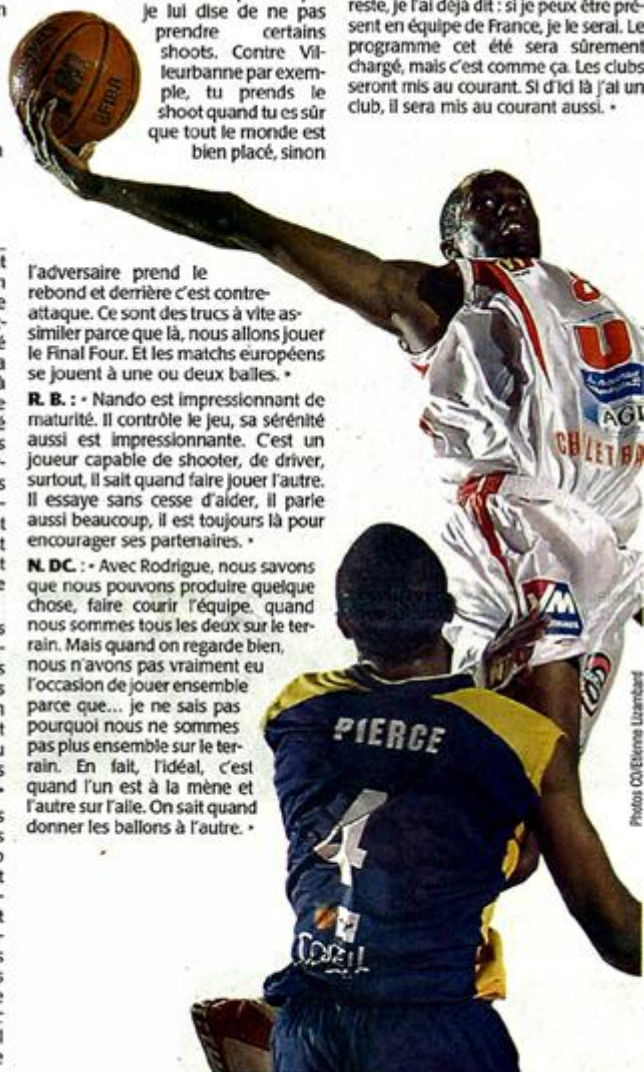 je lui dise de ne pas
prendre certains
shoots. Contre Vil-
leurbanne par exem-
ple, tu prends le
shoot quand tu es sûr
que tout le monde est
bien placé, sinon
l'adversaire prend le
rebond et derrière c'est contre-
attaque. Ce sont des trucs à vite as-
similer parce que là, nous allons jouer
le Final Four. Et les matchs européens
se jouent à une ou deux balles. •
R. B. : • Nando est impressionnant de
maturité. Il contrôle le jeu, sa sérénité
aussi est impressionnante. C'est un
joueur capable de shooter, de driver,
surtout, il sait quand faire jouer l'autre.
Il essaye sans cesse d'aider, il parle
aussi beaucoup, il est toujours là pour
encourager ses partenaires. •
N. DC. : • Avec Rodrigue, nous savons
que nous pouvons produire quelque
chose, faire courir l'équipe, quand
nous sommes tous les deux sur le ter-
rain. Mais quand on regarde bien,
nous n'avons pas vraiment eu
l'occasion de jouer ensemble
parce que... je ne sais pas
pourquoi nous ne sommes
pas plus ensemble sur le ter-
rain. En fait, l'idéal, c'est
quand l'un est à la mène et
l'autre sur l'aile. On sait quand
donner les ballons à l'autre. •
reste, je l'ai déjà dit : si je peux être pré-
sent en équipe de France, je le serai. Le
programme cet été sera sûrement
chargé, mais c'est comme ça. Les clubs
seront mis au courant. Si d'ici là j'ai un
club, il sera mis au courant aussi. •
GFIBA
U
AGI
CH LET B
VM
PIERCE
4
Photos CO/Etienne Lizambard